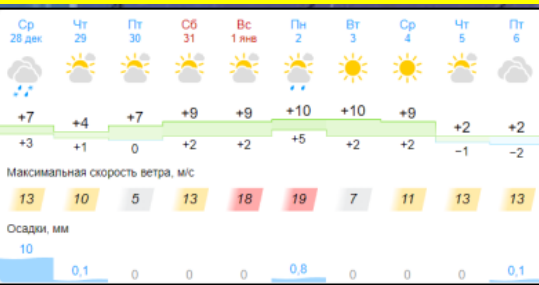 Ср Чт Пт Сб Вс Пн Вт Ср Чт Пт
28 дек 29 30 31 1 янв 2 3 4 5 6
+7 +4 +7 +9 +9 +10 +10 +9 +2 +2
+3 +1 0 +2 +2 +5 +2 +2 −1 −2
Максимальная скорость ветра, м/с
13 10 5 13 18 19 7 11 13 13
Осадки, мм
10 0,1 0 0 0 0,8 0 0 0 0,1